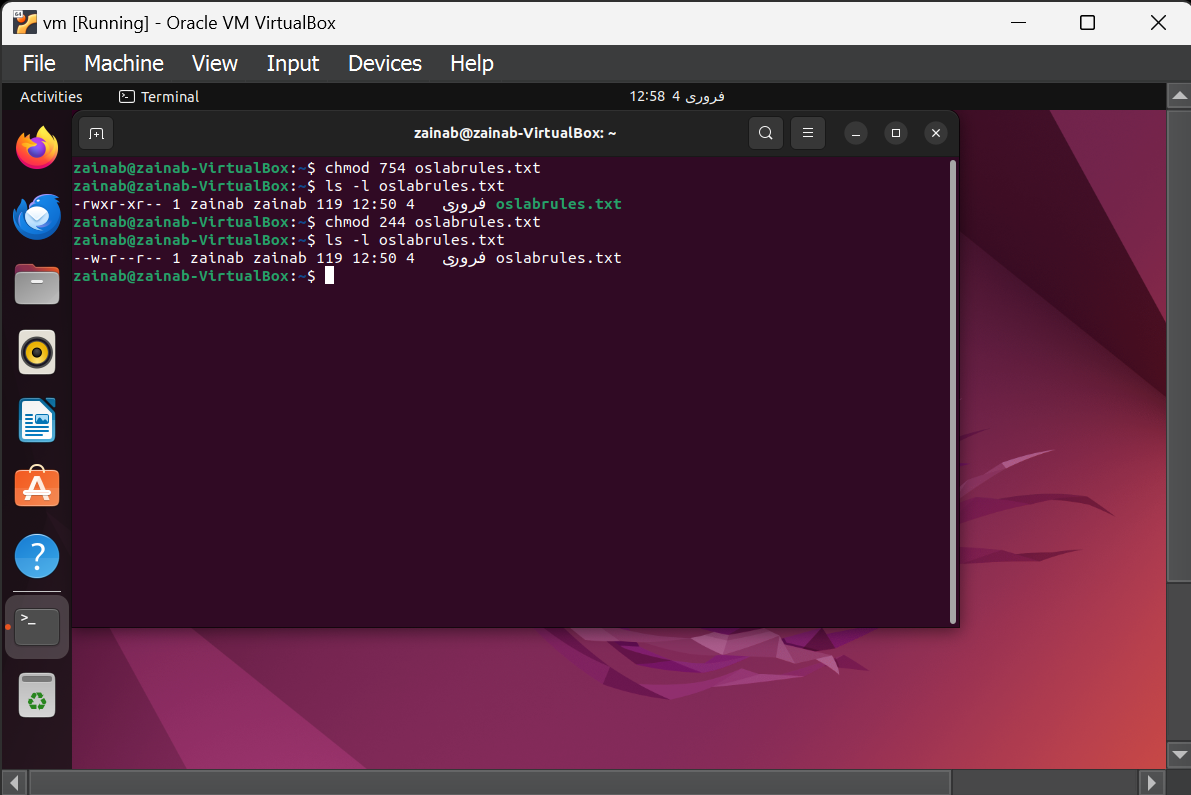 vm [Running] - Oracle VM VirtualBox
File Machine View Input Devices Help
Activities Terminal 12:58 4 فروری
zainab@zainab-VirtualBox: ~
zainab@zainab-VirtualBox:~$ chmod 754 oslabrules.txt
zainab@zainab-VirtualBox:~$ ls -l oslabrules.txt
-rwxr-xr-- 1 zainab zainab 119 12:50 4 فروری oslabrules.txt
zainab@zainab-VirtualBox:~$ chmod 244 oslabrules.txt
zainab@zainab-VirtualBox:~$ ls -l oslabrules.txt
--w-r--r-- 1 zainab zainab 119 12:50 4 فروری oslabrules.txt
zainab@zainab-VirtualBox:~$